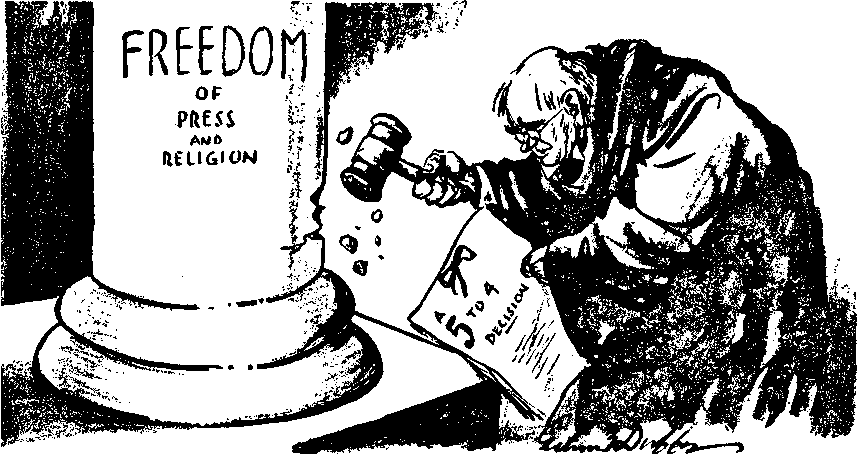 FREEDOM
OF
PRESS
AND
RELIGION
A
5 TO 4
DECISION